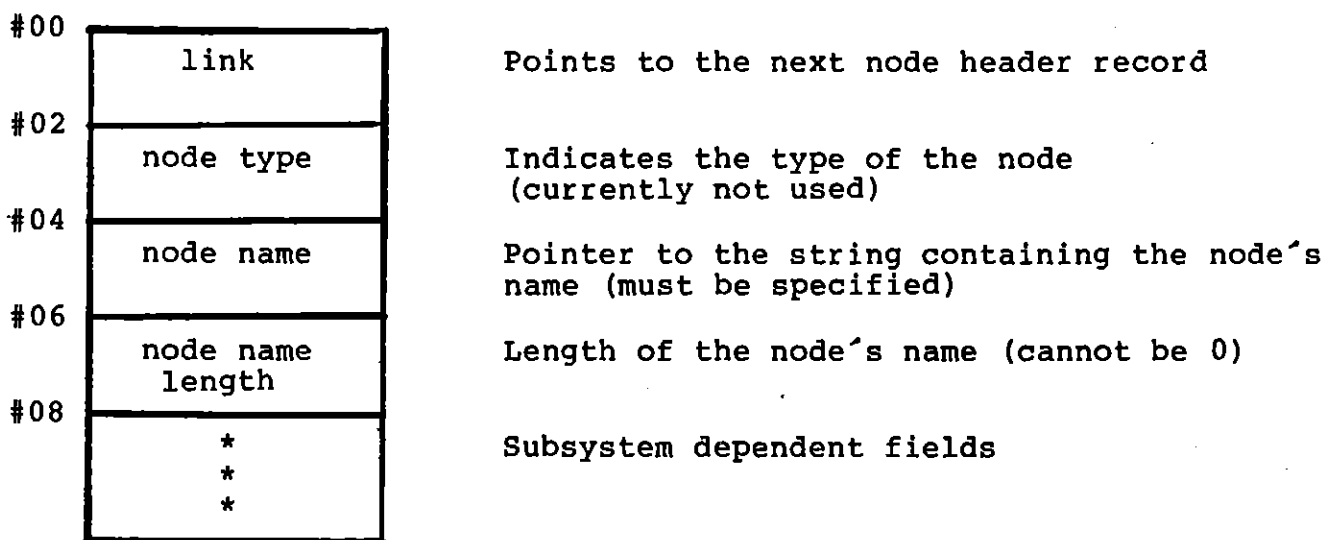 #00
link Points to the next node header record
#02
node type Indicates the type of the node
(currently not used)
#04
node name Pointer to the string containing the node´s
name (must be specified)
#06
node name Length of the node´s name (cannot be 0)
length
#08
* Subsystem dependent fields
*
*